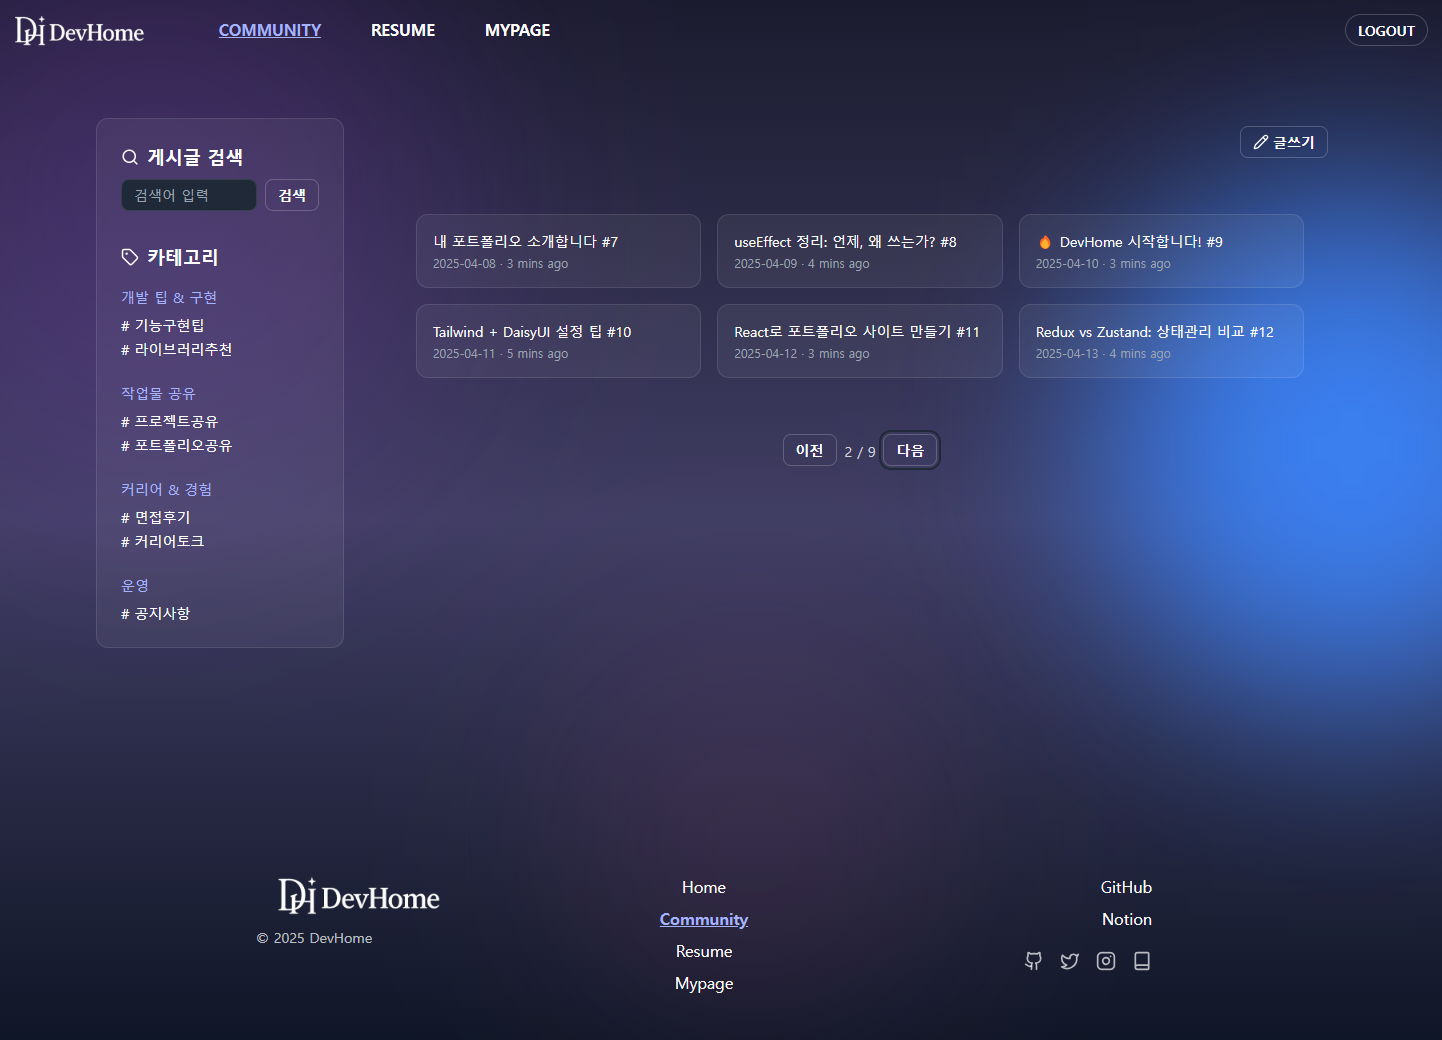 DH DevHome
COMMUNITY
RESUME
MYPAGE
LOGOUT
게시글 검색
검색어 입력
검색
카테고리
개발 팁 & 구현
# 기능구현팁
# 라이브러리추천
작업물 공유
# 프로젝트공유
# 포트폴리오공유
커리어 & 경험
# 면접후기
# 커리어토크
운영
# 공지사항
글쓰기
내 포트폴리오 소개합니다 #7
2025-04-08 · 3 mins ago
useEffect 정리: 언제, 왜 쓰는가? #8
2025-04-09 · 4 mins ago
🔥 DevHome 시작합니다! #9
2025-04-10 · 3 mins ago
Tailwind + DaisyUI 설정 팁 #10
2025-04-11 · 5 mins ago
React로 포트폴리오 사이트 만들기 #11
2025-04-12 · 3 mins ago
Redux vs Zustand: 상태관리 비교 #12
2025-04-13 · 4 mins ago
이전
2 / 9
다음
DH DevHome
© 2025 DevHome
Home
Community
Resume
Mypage
GitHub
Notion